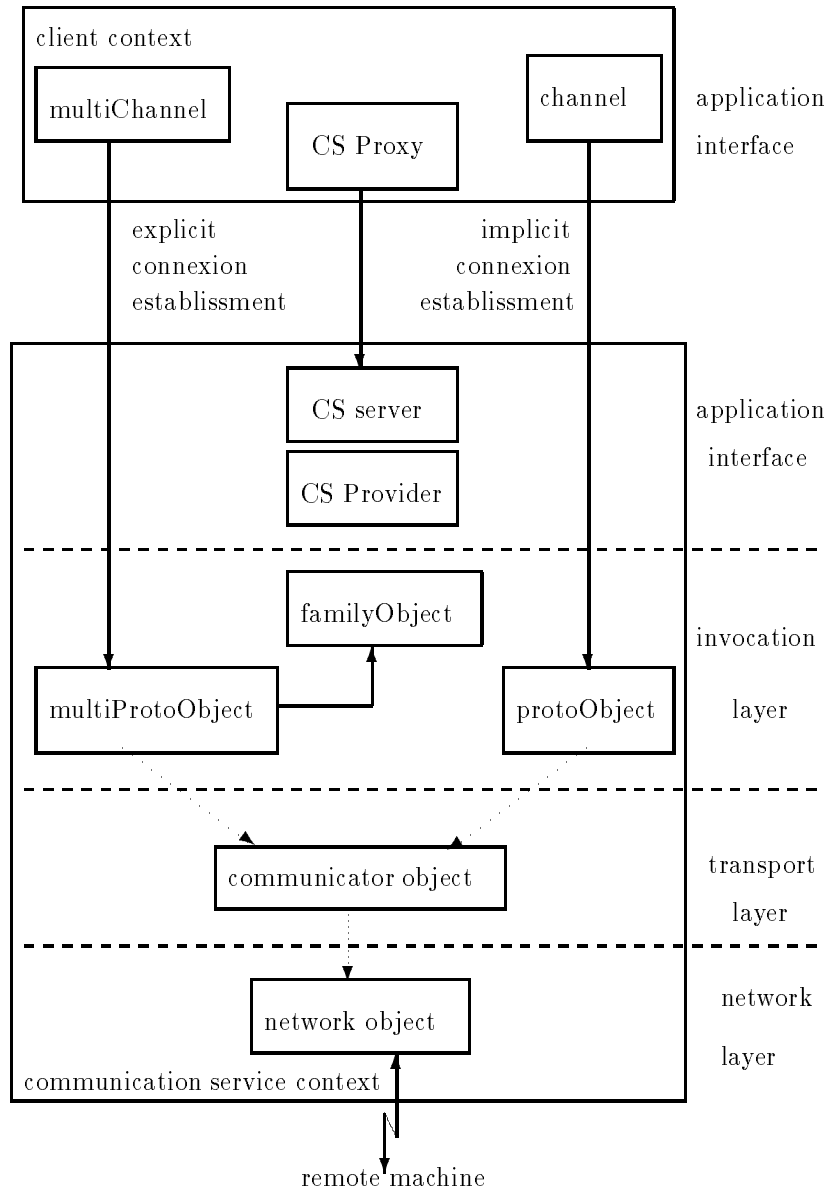 client context
multiChannel
CS Proxy
channel
application
interface
explicit
connexion
establissment
implicit
connexion
establissment
CS server
CS Provider
application
interface
familyObject
multiProtoObject
protoObject
invocation
layer
communicator object
transport
layer
network object
network
layer
communication service context
remote machine